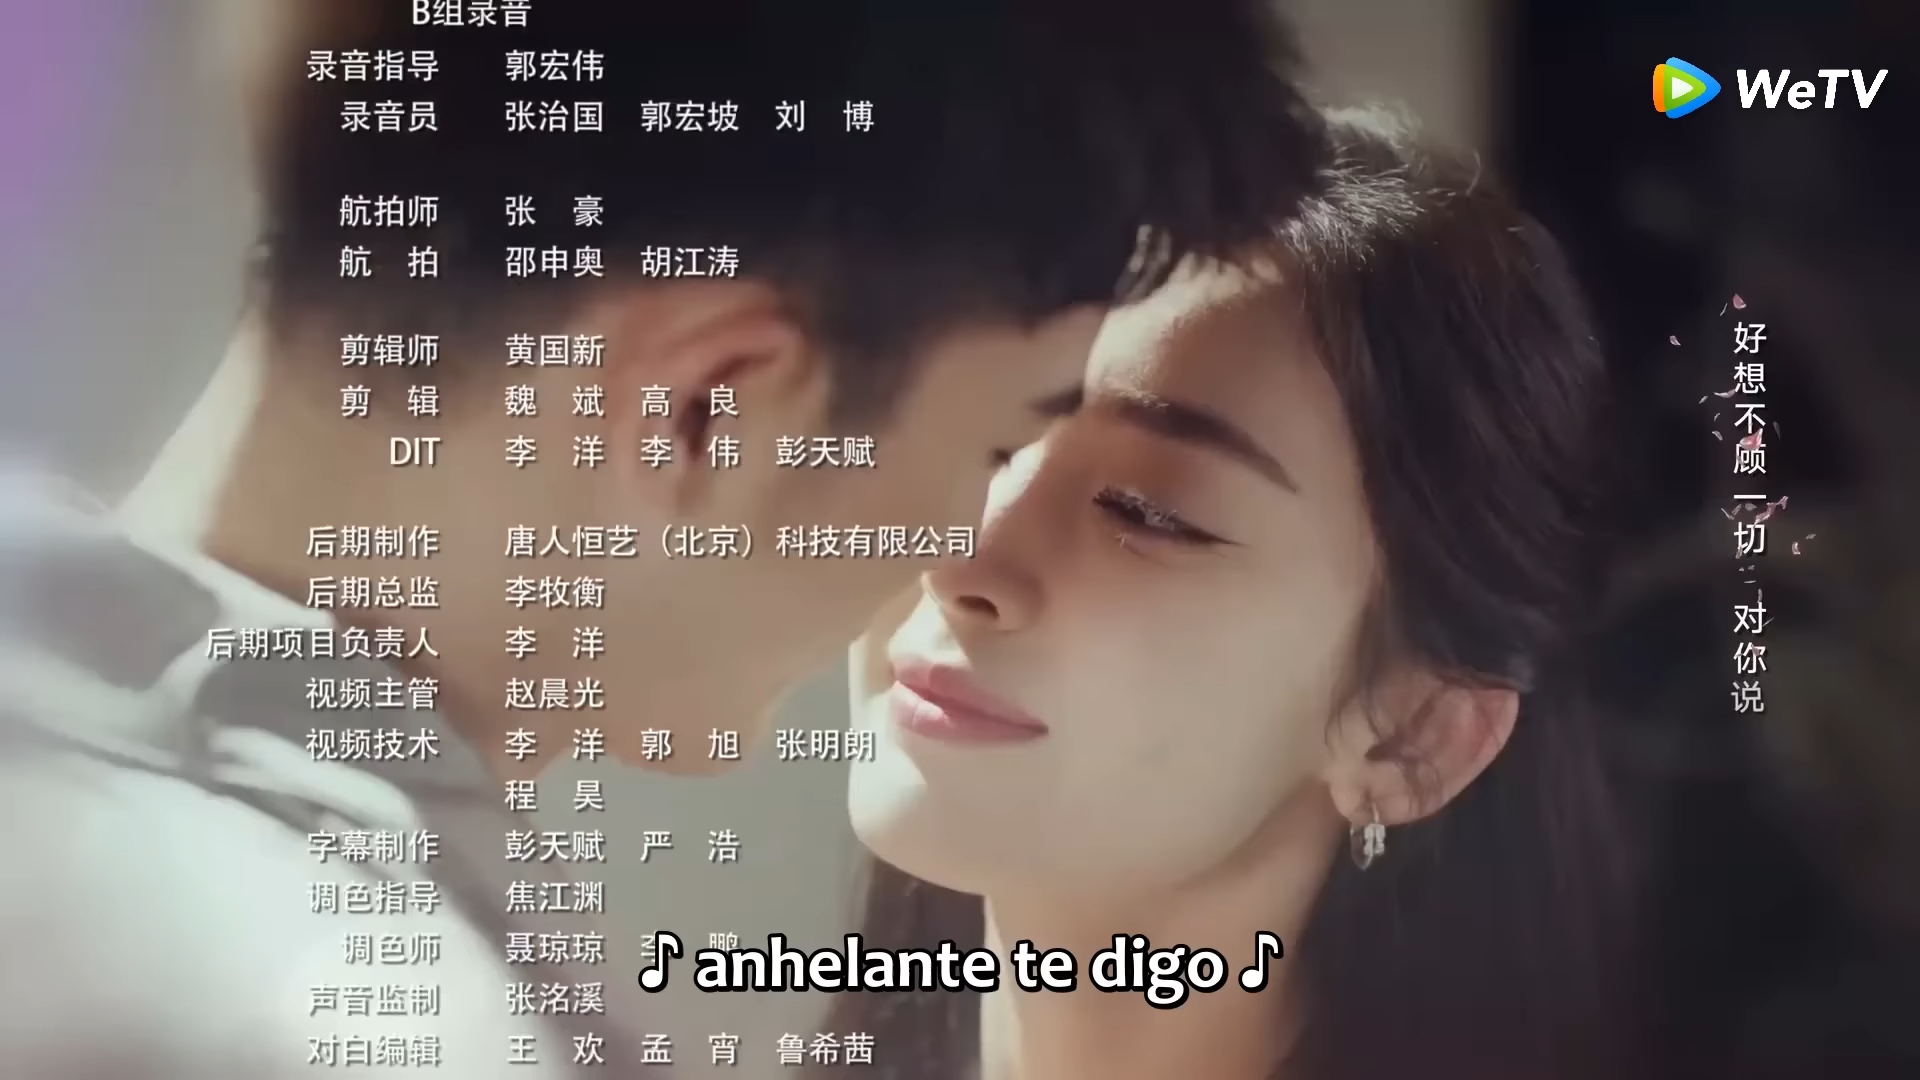 B组录音
录音指导 郭宏伟
录音员 张治国 郭宏坡 刘 博
航拍师 张 豪
航 拍 邵申奥 胡江涛
剪辑师 黄国新
剪 辑 魏 斌 高 良
DIT 李 洋 李 伟 彭天赋
后期制作 唐人恒艺（北京）科技有限公司
后期总监 李牧衡
后期项目负责人 李 洋
视频主管 赵晨光
视频技术 李 洋 郭 旭 张明朗
程 昊
字幕制作 彭天赋 严 浩
调色指导 焦江渊
调色师 聂琼琼 李 鹏
声音监制 张洺溪
对白编辑 王 欢 孟 宵 鲁希茜
WeTV
好想不顾一切 对你说
♪ anhelante te digo ♪